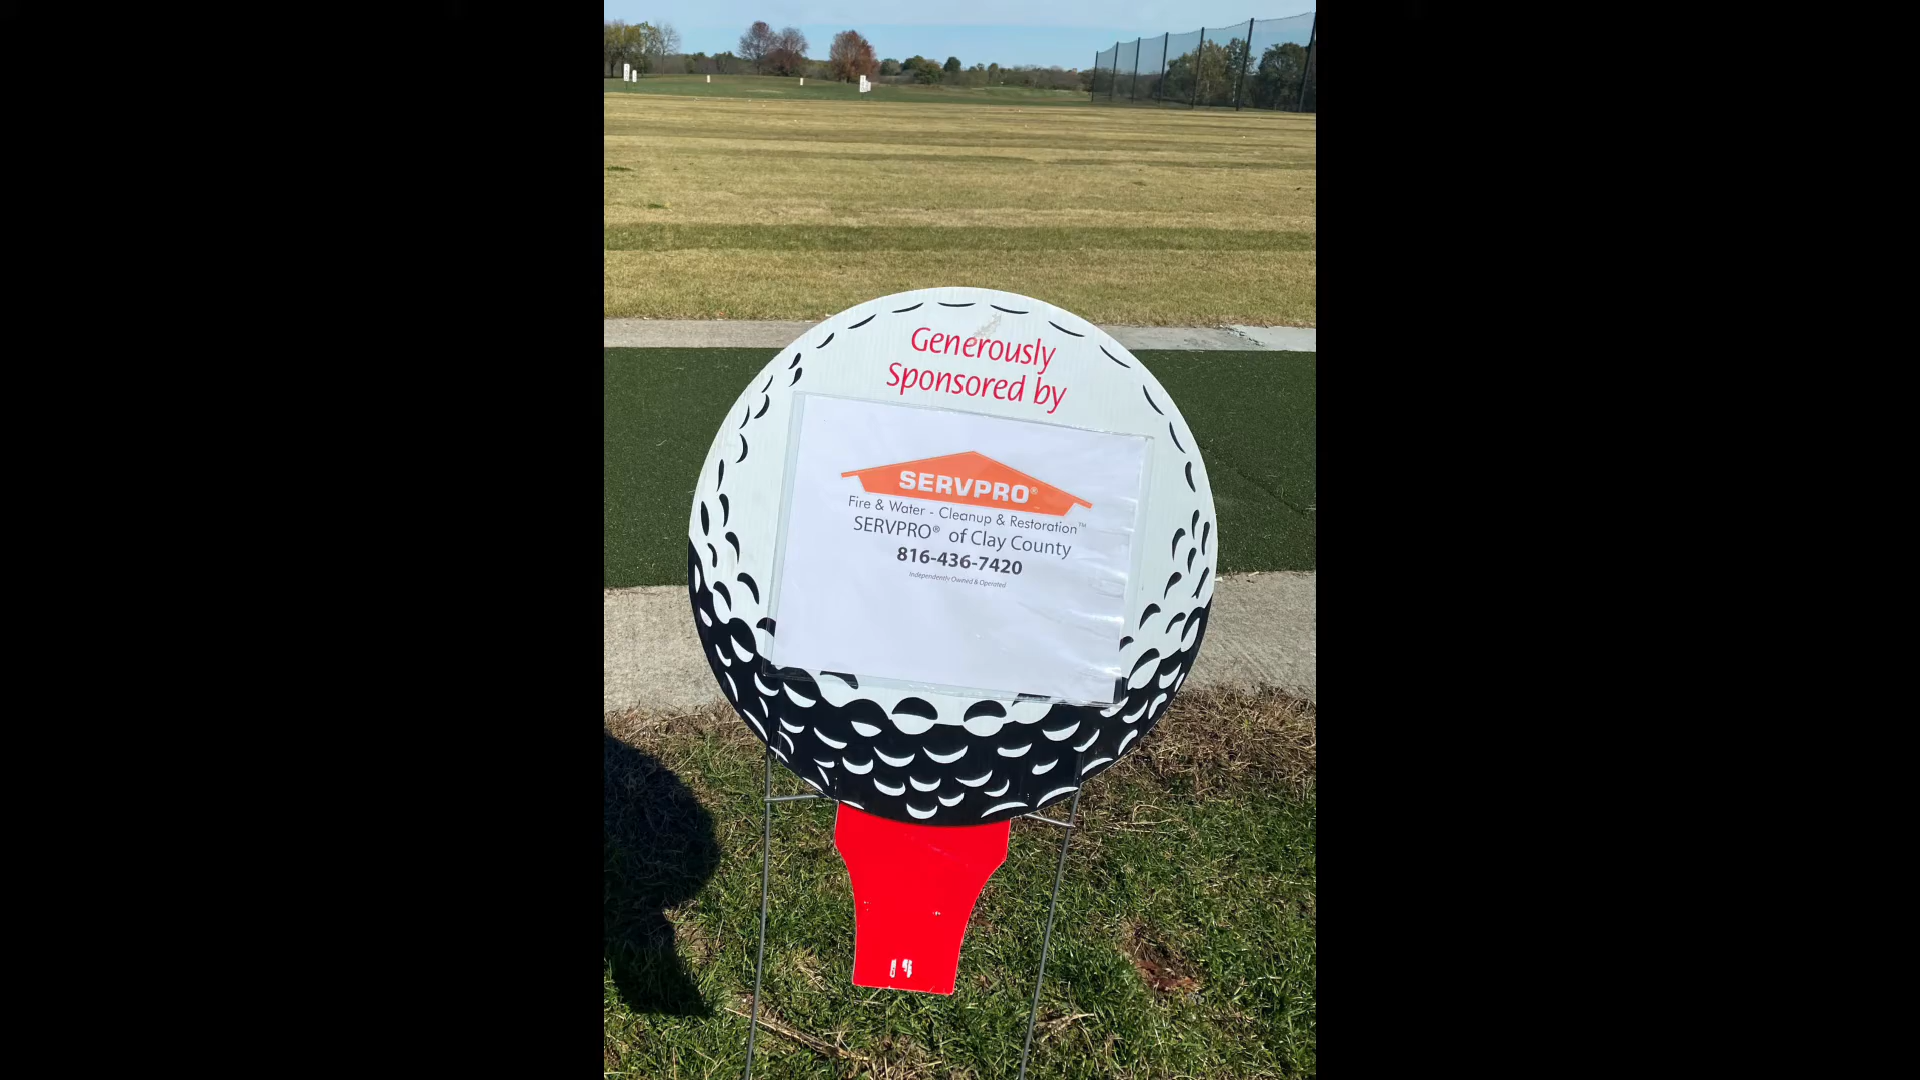 Generously
Sponsored by
SERVPRO®
Fire & Water - Cleanup & Restoration™
SERVPRO® of Clay County
816-436-7420
Independently Owned & Operated